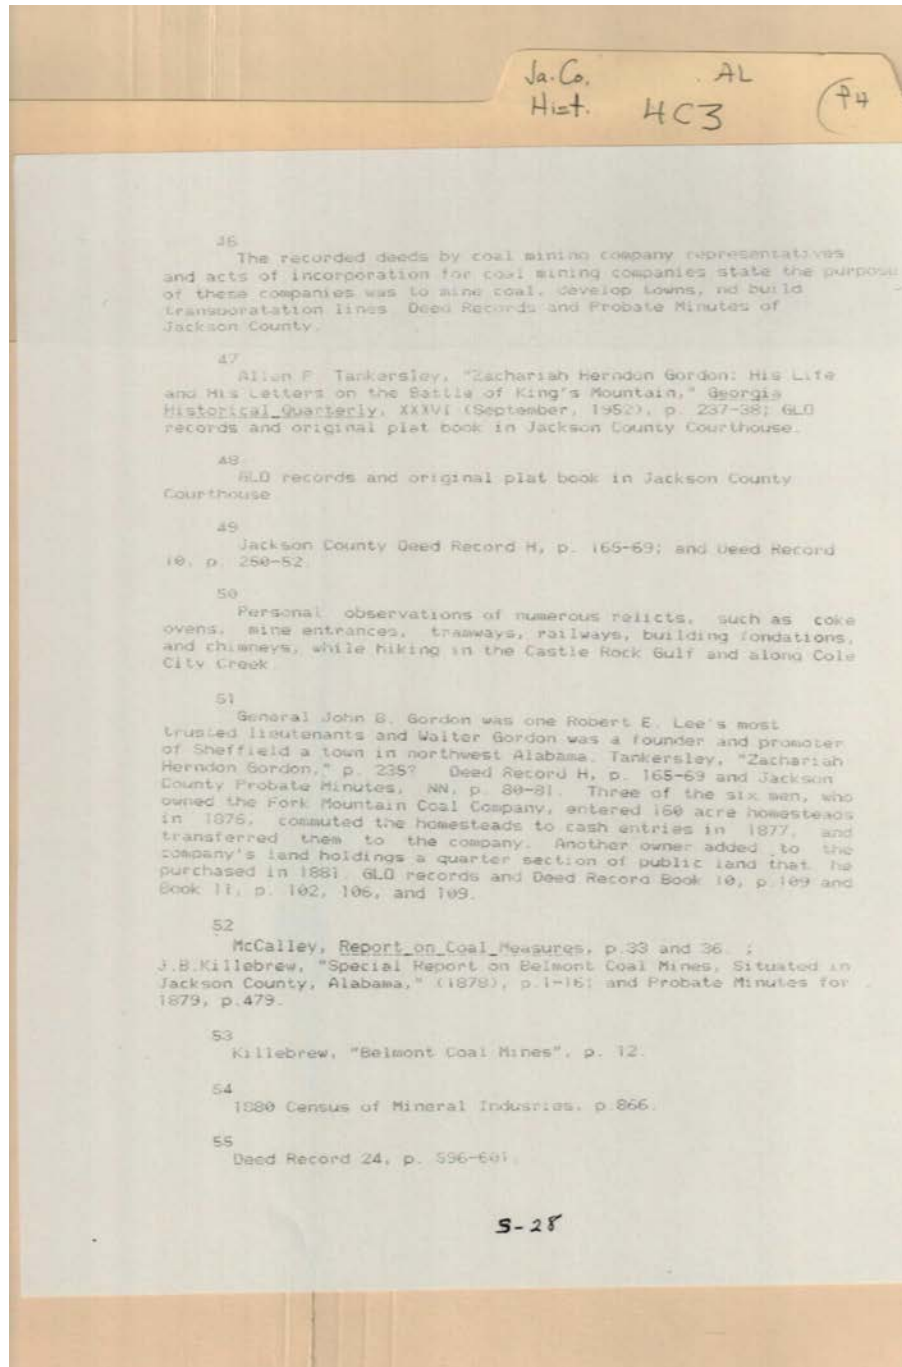 Ja. Co. AL
Hist. 4C3 P4
46
The recorded deeds by coal mining company representatives
and acts of incorporation for coal mining companies state the purpose
of these companies was to mine coal, develop towns, nd build
transporatation lines. Deed Records and Probate Minutes of
Jackson County.
47
Allen P. Tankersley, "Zachariah Herndon Gordon: His Life
and His Letters on the Battle of King's Mountain," Georgia
Historical Quarterly, XXXVI (September, 1952), p. 237-38; GLO
records and original plat book in Jackson County Courthouse.
48
GLO records and original plat book in Jackson County
Courthouse
49
Jackson County Deed Record H, p. 165-69; and Deed Record
10, p. 250-52.
50
Personal observations of numerous relicts, such as coke
ovens, mine entrances, tramways, railways, building fondations,
and chimneys, while hiking in the Castle Rock Gulf and along Cole
City Creek.
51
General John B. Gordon was one Robert E. Lee's most
trusted lieutenants and Walter Gordon was a founder and promoter
of Sheffield a town in northwest Alabama. Tankersley, "Zachariah
Herndon Gordon," p. 235? Deed Record H, p. 165-69 and Jackson
County Probate Minutes, NN, p. 80-81. Three of the six men, who
owned the Fork Mountain Coal Company, entered 160 acre homesteads
in 1876, commuted the homesteads to cash entries in 1877, and
transferred them to the company. Another owner added to the
company's land holdings a quarter section of public land that he
purchased in 1881. GLO records and Deed Record Book 10, p.109 and
Book 11, p. 102, 106, and 109.
52
McCalley, Report on Coal Measures, p.33 and 36. ;
J.B.Killebrew, "Special Report on Belmont Coal Mines, Situated in
Jackson County, Alabama," (1878), p.1-16; and Probate Minutes for
1879, p.479.
53
Killebrew, "Belmont Coal Mines", p. 12.
54
1880 Census of Mineral Indusries, p.866.
55
Deed Record 24, p. 596-601.
S-28